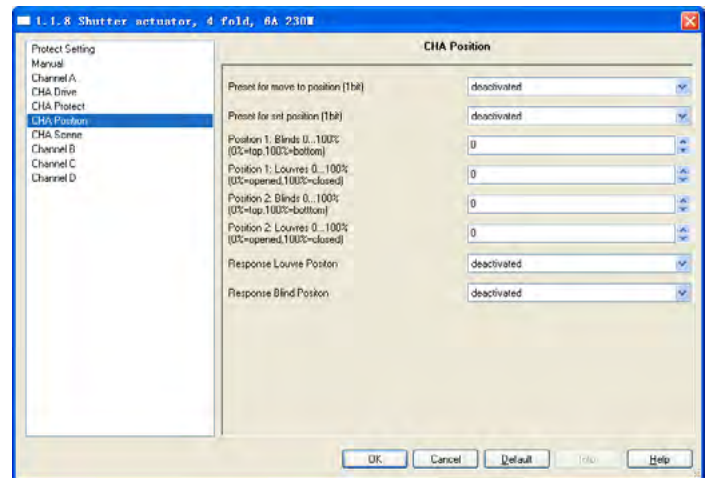 1.1.8 Shutter actuator, 4 fold, 6A 230W
Protect Setting
Manual
Channel A
CHA Drive
CHA Protect
CHA Position
CHA Scene
Channel B
Channel C
Channel D
CHA Position
Preset for move to position (1bit)
deactivated
Preset for set position (1bit)
deactivated
Position 1: Blinds 0...100%
(0%=top,100%=bottom)
0
Position 1: Louvres 0...100%
(0%=opened,100%=closed)
0
Position 2: Blinds 0...100%
(0%=top,100%=botttom)
0
Position 2: Louvres 0...100%
(0%=opened,100%=closed)
0
Response Louvre Positon
deactivated
Response Blind Positon
deactivated
OK
Cancel
Default
Info
Help